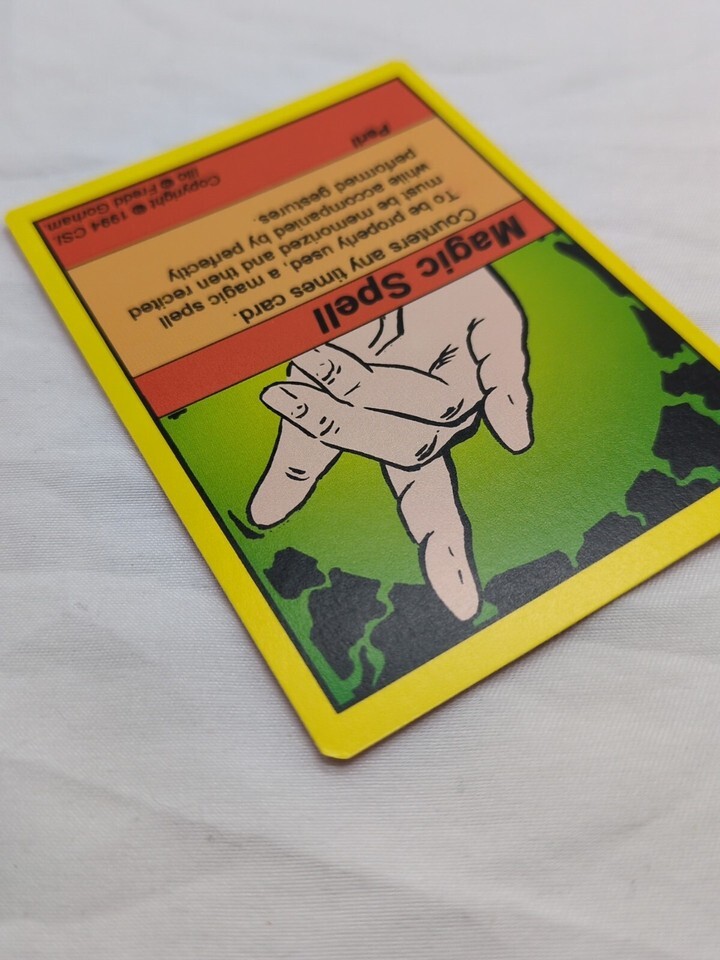 Magic Spell
Counters any times card.
To be properly used, a magic spell
must be memorized and then recited
while accompanied by perfectly
performed gestures.
Peril
Copyright © 1994 CSI.
Illo © Fredd Gorham.